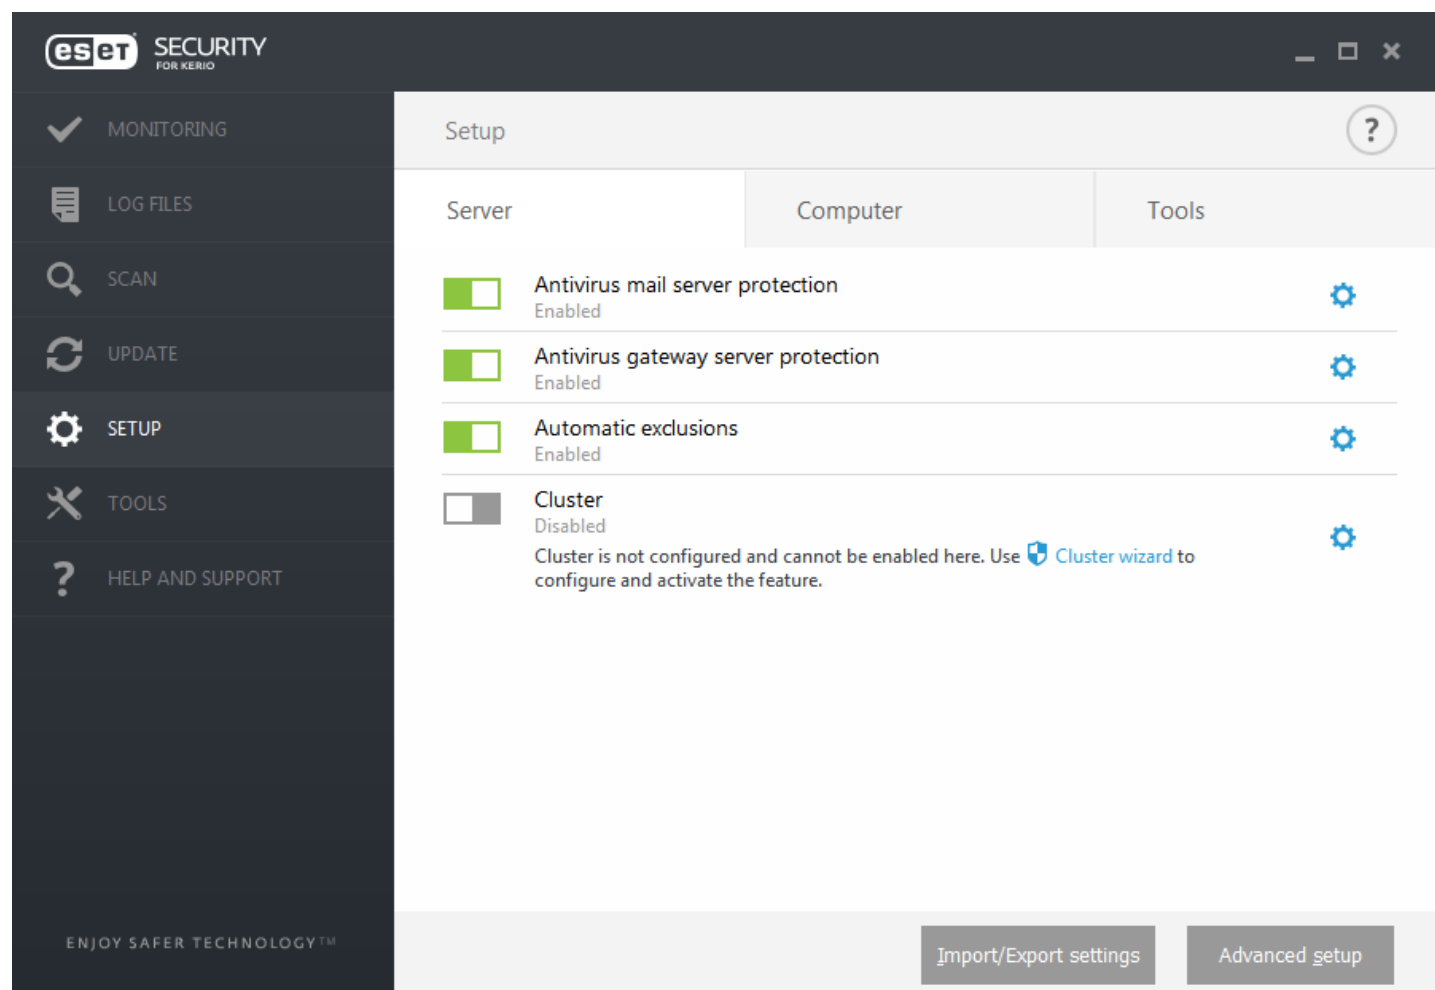 eset SECURITY
FOR KERIO
MONITORING
LOG FILES
SCAN
UPDATE
SETUP
TOOLS
HELP AND SUPPORT
ENJOY SAFER TECHNOLOGY™
Setup
?
Server
Computer
Tools
Antivirus mail server protection
Enabled
Antivirus gateway server protection
Enabled
Automatic exclusions
Enabled
Cluster
Disabled
Cluster is not configured and cannot be enabled here. Use Cluster wizard to
configure and activate the feature.
Import/Export settings
Advanced setup